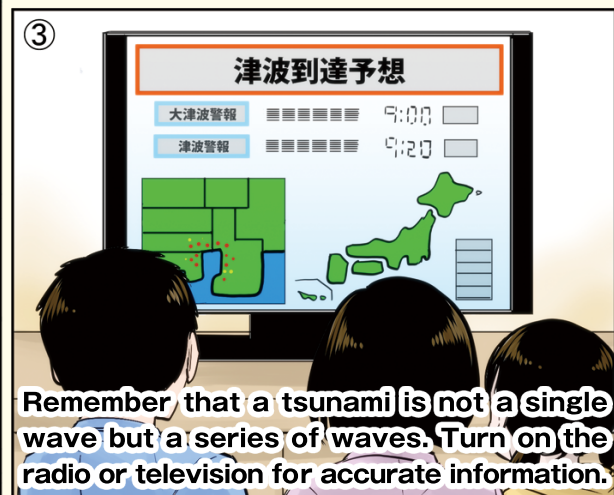 ③
津波到達予想
大津波警報 9:00
津波警報 9:20
Remember that a tsunami is not a single
wave but a series of waves. Turn on the
radio or television for accurate information.